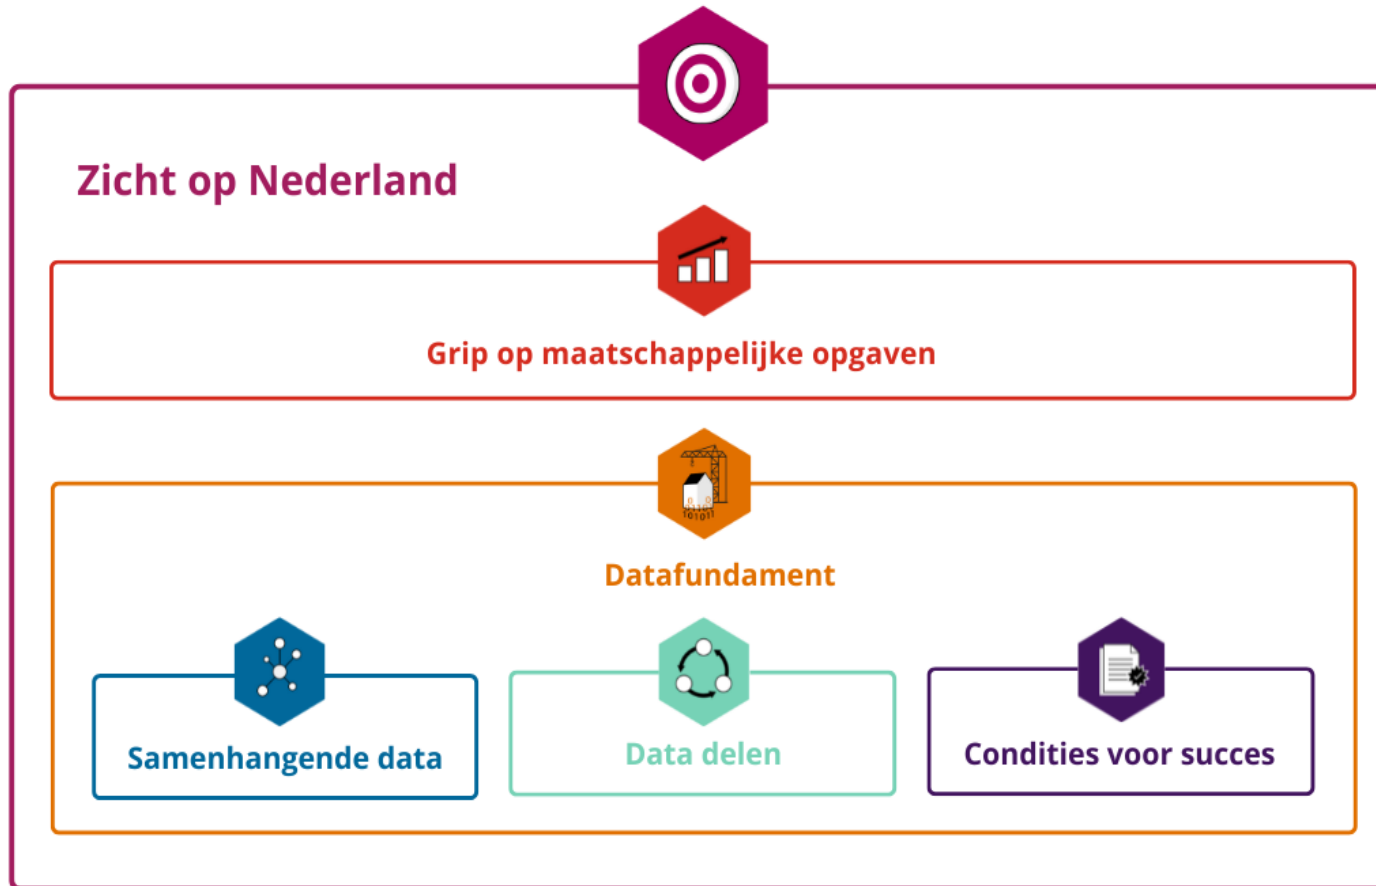 Zicht op Nederland
Grip op maatschappelijke opgaven
Datafundament
Samenhangende data
Data delen
Condities voor succes